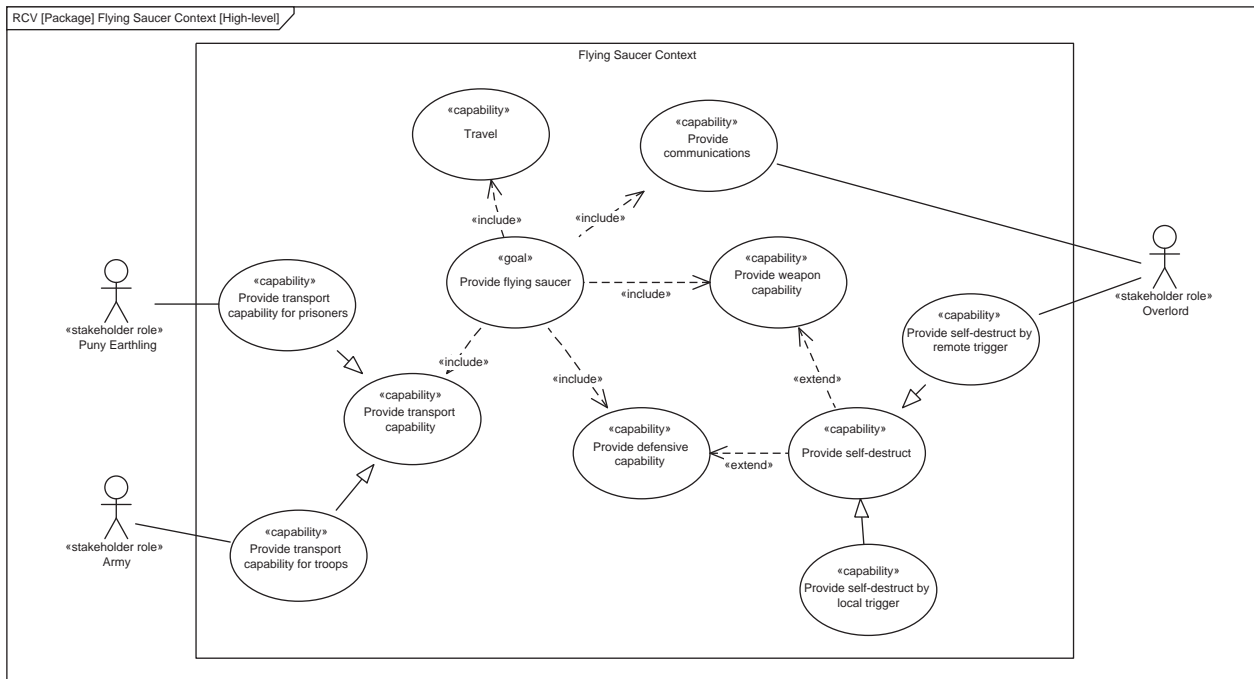 RCV [Package] Flying Saucer Context [High-level]
Flying Saucer Context
«capability»
Travel
«capability»
Provide
communications
«include»
«include»
«goal»
Provide flying saucer
«include»
«capability»
Provide weapon
capability
«stakeholder role»
Overlord
«capability»
Provide transport
capability for prisoners
«stakeholder role»
Puny Earthling
«capability»
Provide self-destruct by
remote trigger
«include»
«include»
«extend»
«capability»
Provide transport
capability
«capability»
Provide defensive
capability
«extend»
«capability»
Provide self-destruct
«stakeholder role»
Army
«capability»
Provide transport
capability for troops
«capability»
Provide self-destruct by
local trigger